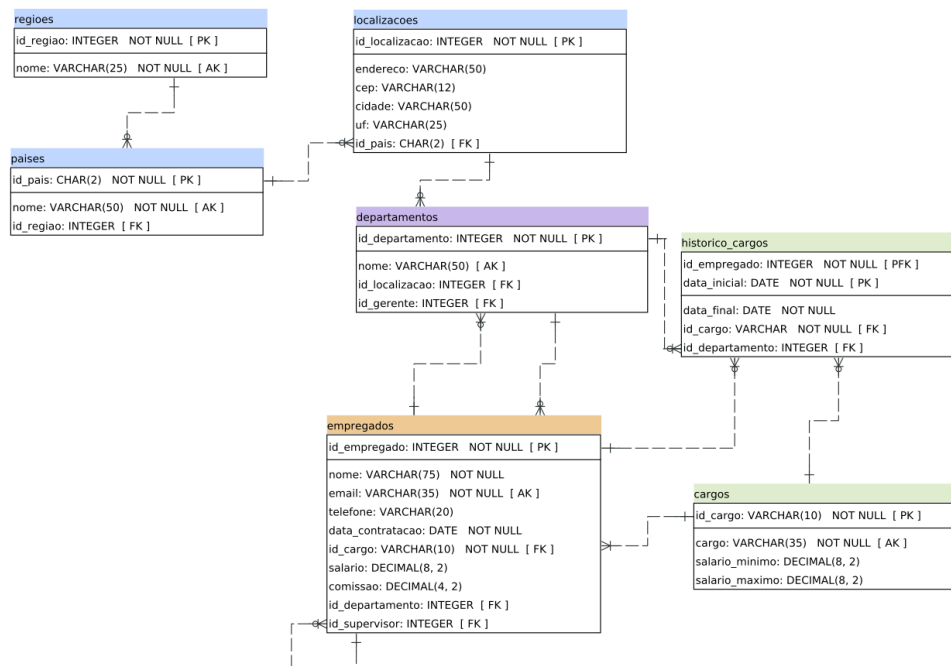 regioes
id_regiao: INTEGER NOT NULL [ PK ]
nome: VARCHAR(25) NOT NULL [ AK ]
localizacoes
id_localizacao: INTEGER NOT NULL [ PK ]
endereco: VARCHAR(50)
cep: VARCHAR(12)
cidade: VARCHAR(50)
uf: VARCHAR(25)
id_pais: CHAR(2) [ FK ]
paises
id_pais: CHAR(2) NOT NULL [ PK ]
nome: VARCHAR(50) NOT NULL [ AK ]
id_regiao: INTEGER [ FK ]
departamentos
id_departamento: INTEGER NOT NULL [ PK ]
nome: VARCHAR(50) [ AK ]
id_localizacao: INTEGER [ FK ]
id_gerente: INTEGER [ FK ]
historico_cargos
id_empregado: INTEGER NOT NULL [ PFK ]
data_inicial: DATE NOT NULL [ PK ]
data_final: DATE NOT NULL
id_cargo: VARCHAR NOT NULL [ FK ]
id_departamento: INTEGER [ FK ]
empregados
id_empregado: INTEGER NOT NULL [ PK ]
nome: VARCHAR(75) NOT NULL
email: VARCHAR(35) NOT NULL [ AK ]
telefone: VARCHAR(20)
data_contratacao: DATE NOT NULL
id_cargo: VARCHAR(10) NOT NULL [ FK ]
salario: DECIMAL(8, 2)
comissao: DECIMAL(4, 2)
id_departamento: INTEGER [ FK ]
id_supervisor: INTEGER [ FK ]
cargos
id_cargo: VARCHAR(10) NOT NULL [ PK ]
cargo: VARCHAR(35) NOT NULL [ AK ]
salario_minimo: DECIMAL(8, 2)
salario_maximo: DECIMAL(8, 2)